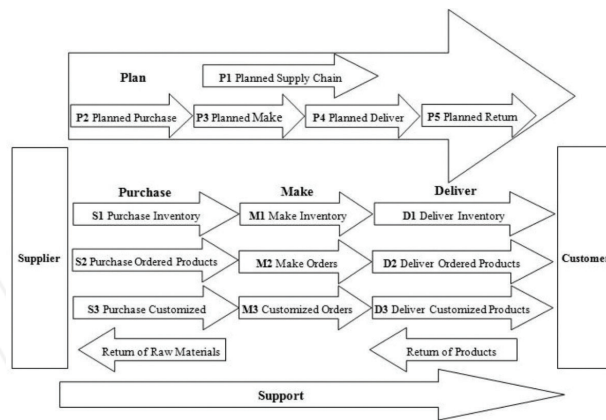 Plan
P1 Planned Supply Chain
P2 Planned Purchase
P3 Planned Make
P4 Planned Deliver
P5 Planned Return
Supplier
Customer
Purchase
Make
Deliver
S1 Purchase Inventory
M1 Make Inventory
D1 Deliver Inventory
S2 Purchase Ordered Products
M2 Make Orders
D2 Deliver Ordered Products
S3 Purchase Customized
M3 Customized Orders
D3 Deliver Customized Products
Return of Raw Materials
Return of Products
Support